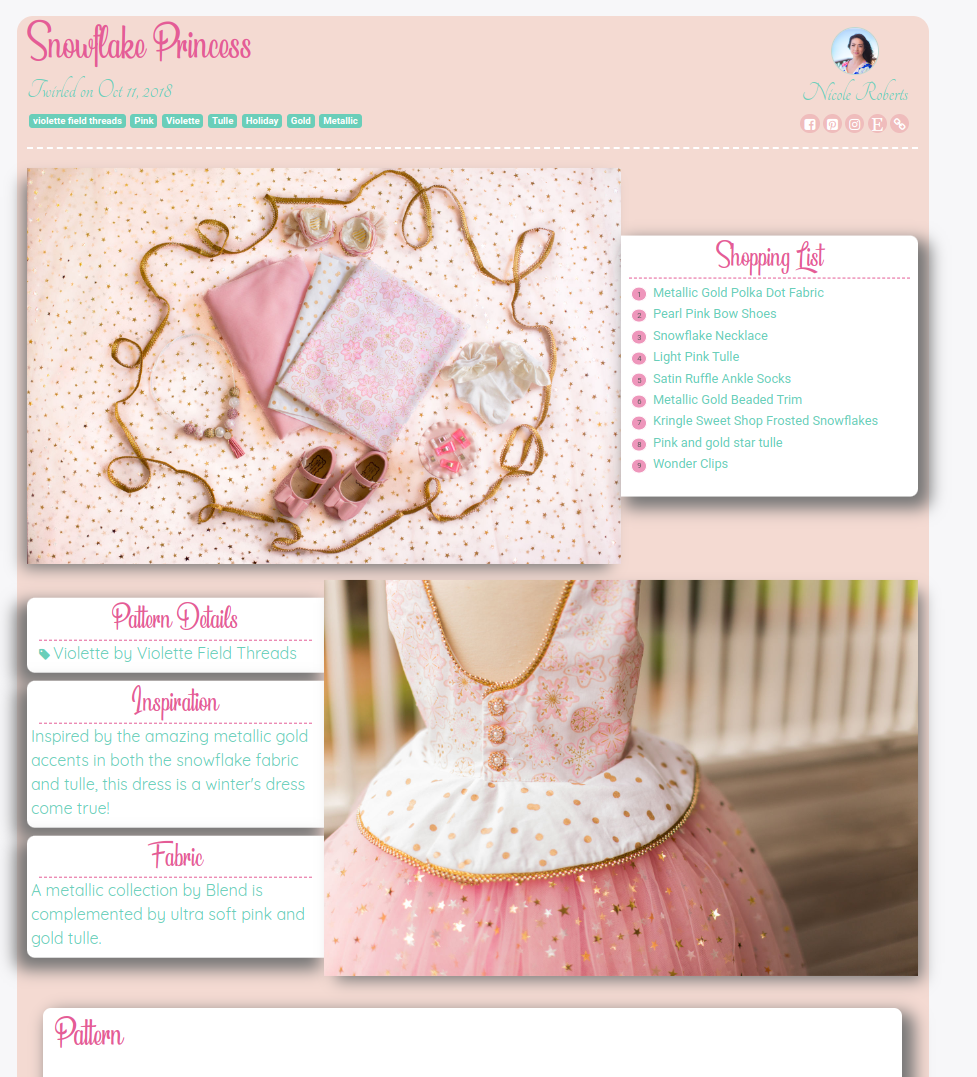 Snowflake Princess
Twirled on Oct 11, 2018
violette field threads Pink Violette Tulle Holiday Gold Metallic
Nicole Roberts
Shopping List
1 Metallic Gold Polka Dot Fabric
2 Pearl Pink Bow Shoes
3 Snowflake Necklace
4 Light Pink Tulle
5 Satin Ruffle Ankle Socks
6 Metallic Gold Beaded Trim
7 Kringle Sweet Shop Frosted Snowflakes
8 Pink and gold star tulle
9 Wonder Clips
Pattern Details
Violette by Violette Field Threads
Inspiration
Inspired by the amazing metallic gold
accents in both the snowflake fabric
and tulle, this dress is a winter's dress
come true!
Fabric
A metallic collection by Blend is
complemented by ultra soft pink and
gold tulle.
Pattern